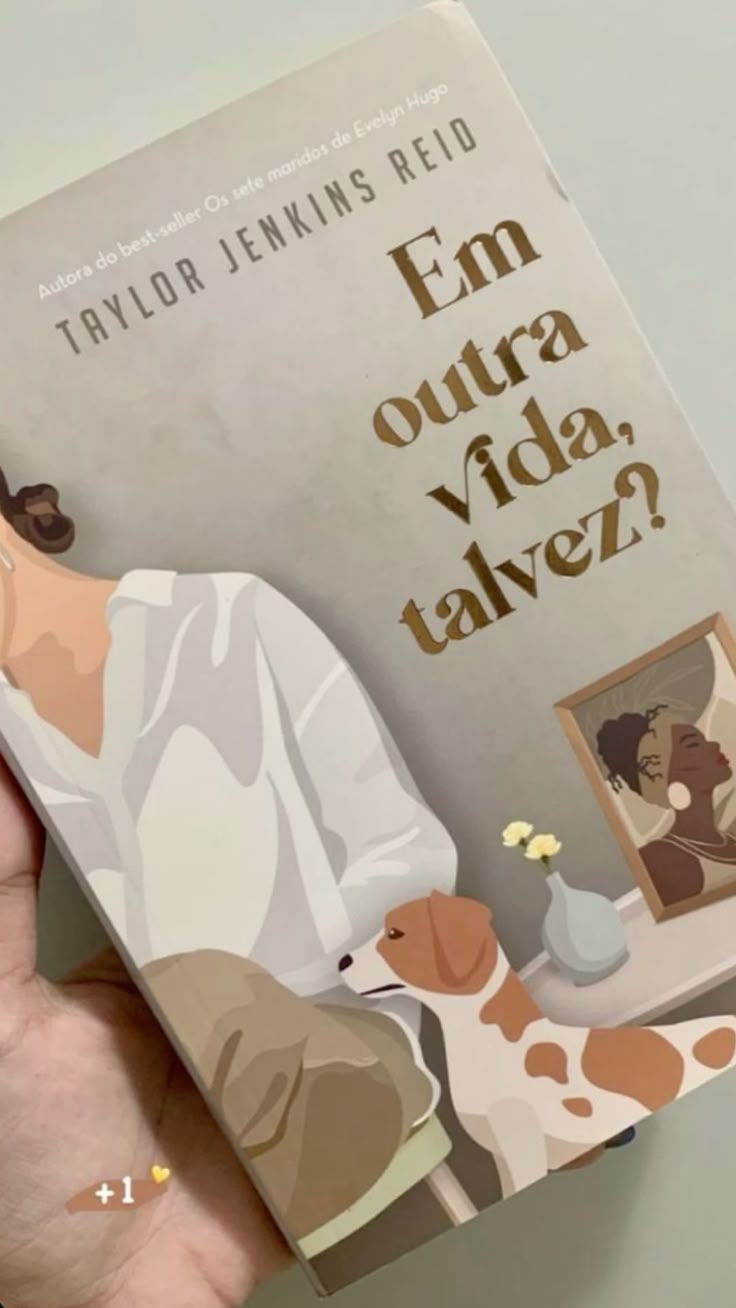 Autora do best-seller Os sete maridos de Evelyn Hugo
TAYLOR JENKINS REID
Em
outra
vida,
talvez?
+1